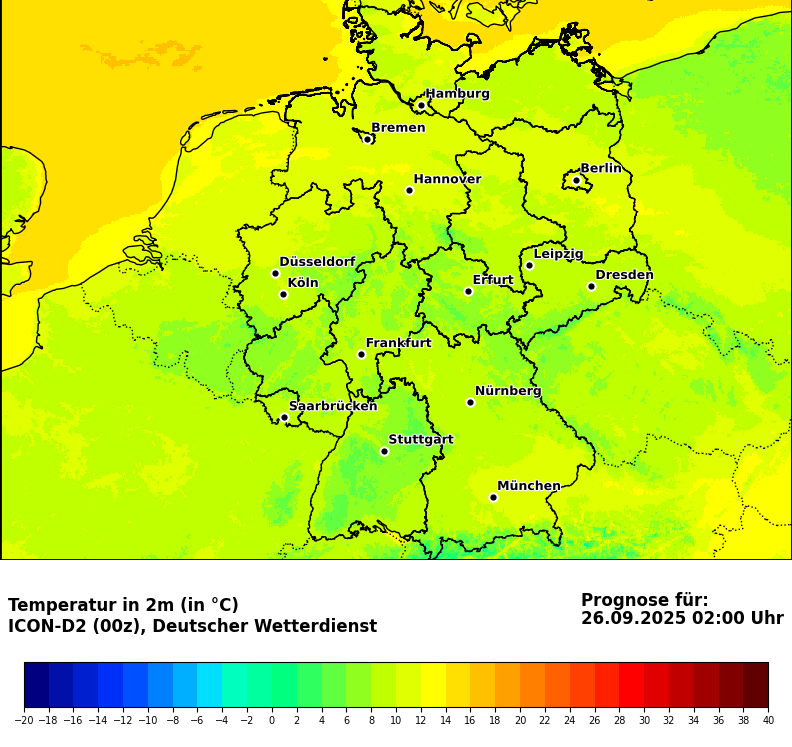 Hamburg
Bremen
Berlin
Hannover
Leipzig
Düsseldorf
Dresden
Köln
Erfurt
Frankfurt
Nürnberg
Saarbrücken
Stuttgart
München
Temperatur in 2m (in °C)
ICON-D2 (00z), Deutscher Wetterdienst
Prognose für:
26.09.2025 02:00 Uhr
−20 −18 −16 −14 −12 −10 −8 −6 −4 −2 0 2 4 6 8 10 12 14 16 18 20 22 24 26 28 30 32 34 36 38 40